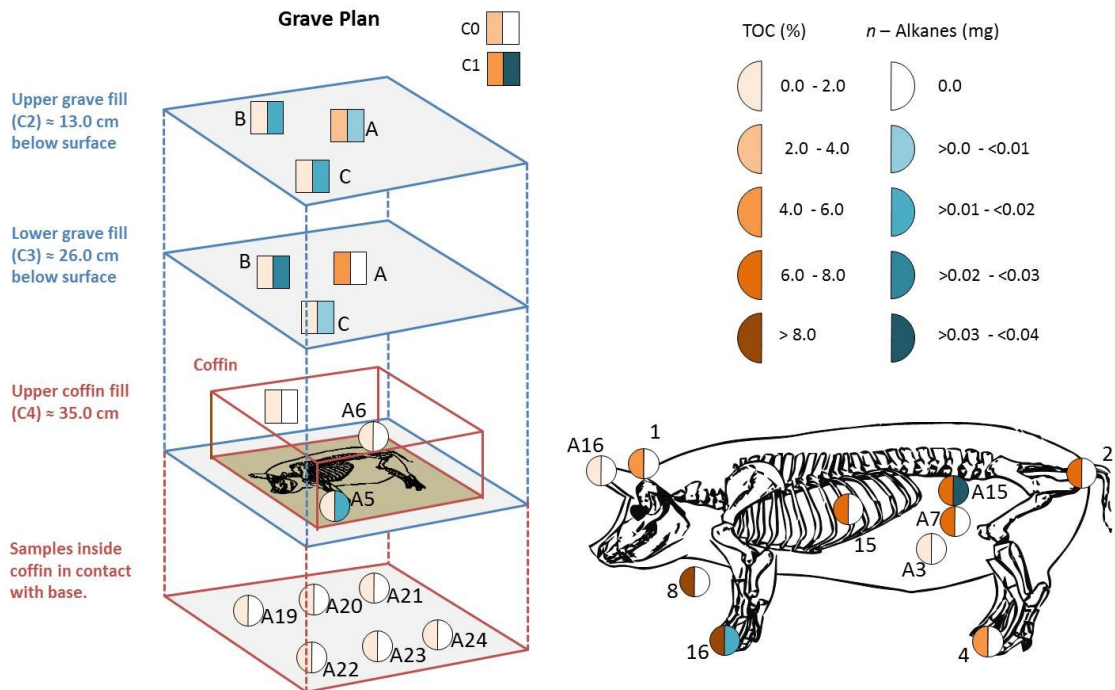 Grave Plan
C0
C1
Upper grave fill
(C2) ≈ 13.0 cm
below surface
B
A
C
Lower grave fill
(C3) ≈ 26.0 cm
below surface
B
A
C
Upper coffin fill
(C4) ≈ 35.0 cm
Coffin
A6
A5
Samples inside
coffin in contact
with base.
A19
A20
A21
A22
A23
A24
TOC (%)
n – Alkanes (mg)
0.0 - 2.0
0.0
2.0 - 4.0
>0.0 - <0.01
4.0 - 6.0
>0.01 - <0.02
6.0 - 8.0
>0.02 - <0.03
> 8.0
>0.03 - <0.04
A16
1
2
A15
A7
15
A3
8
16
4